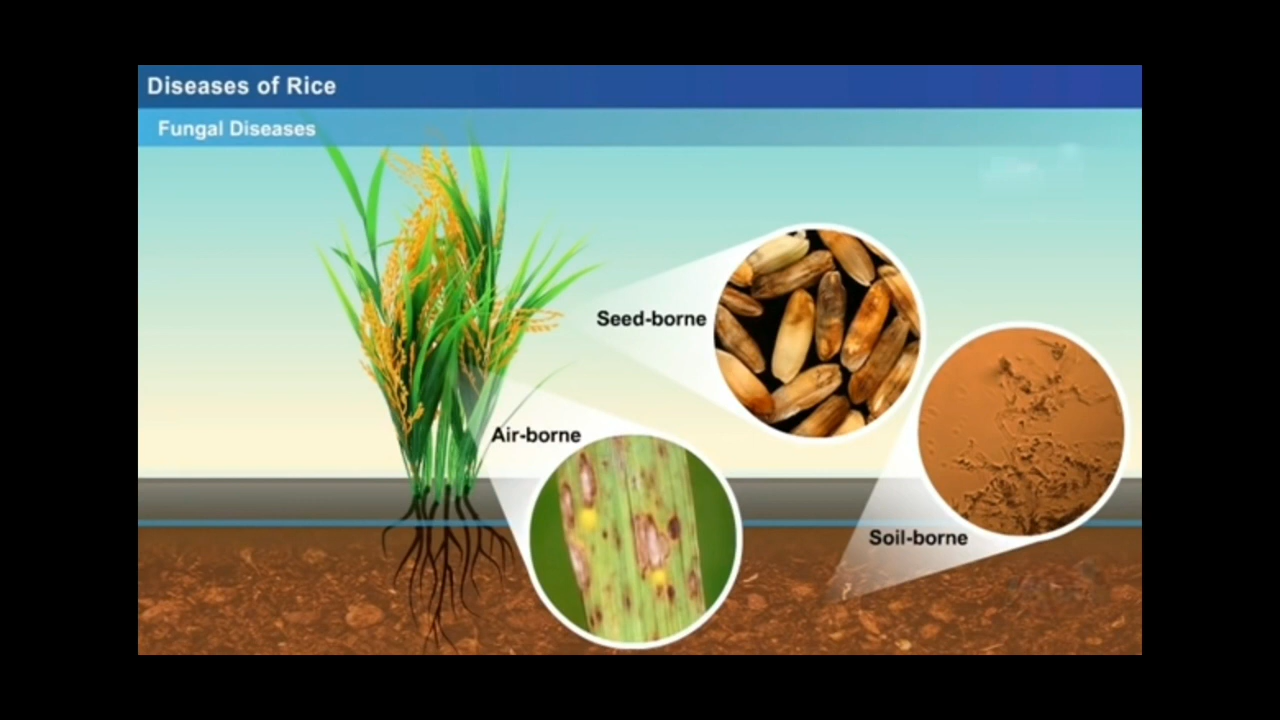 Diseases of Rice
Fungal Diseases
Seed-borne
Air-borne
Soil-borne